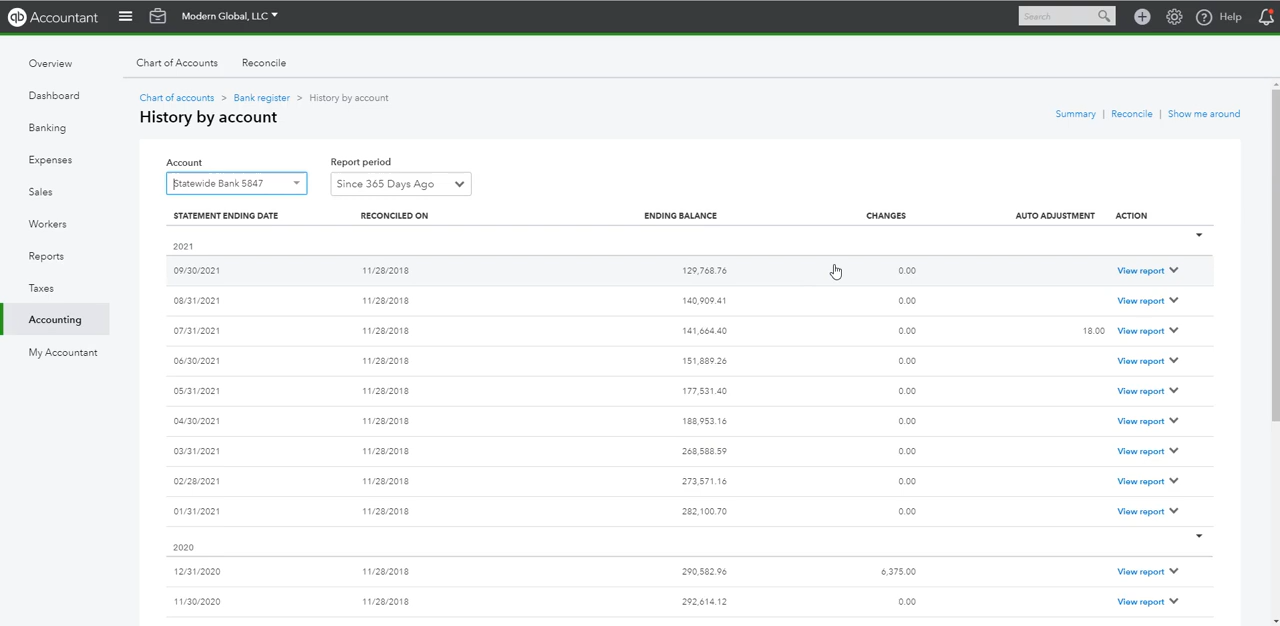 qb Accountant Modern Global, LLC Search Help
Overview
Dashboard
Banking
Expenses
Sales
Workers
Reports
Taxes
Accounting
My Accountant
Chart of Accounts Reconcile
Chart of accounts > Bank register > History by account
History by account
Summary | Reconcile | Show me around
Account Report period
Statewide Bank 5847 Since 365 Days Ago
STATEMENT ENDING DATE RECONCILED ON ENDING BALANCE CHANGES AUTO ADJUSTMENT ACTION
2021
09/30/2021 11/28/2018 129,768.76 0.00 View report
08/31/2021 11/28/2018 140,909.41 0.00 View report
07/31/2021 11/28/2018 141,664.40 0.00 18.00 View report
06/30/2021 11/28/2018 151,889.26 0.00 View report
05/31/2021 11/28/2018 177,531.40 0.00 View report
04/30/2021 11/28/2018 188,953.16 0.00 View report
03/31/2021 11/28/2018 268,588.59 0.00 View report
02/28/2021 11/28/2018 273,571.16 0.00 View report
01/31/2021 11/28/2018 282,100.70 0.00 View report
2020
12/31/2020 11/28/2018 290,582.96 6,375.00 View report
11/30/2020 11/28/2018 292,614.12 0.00 View report